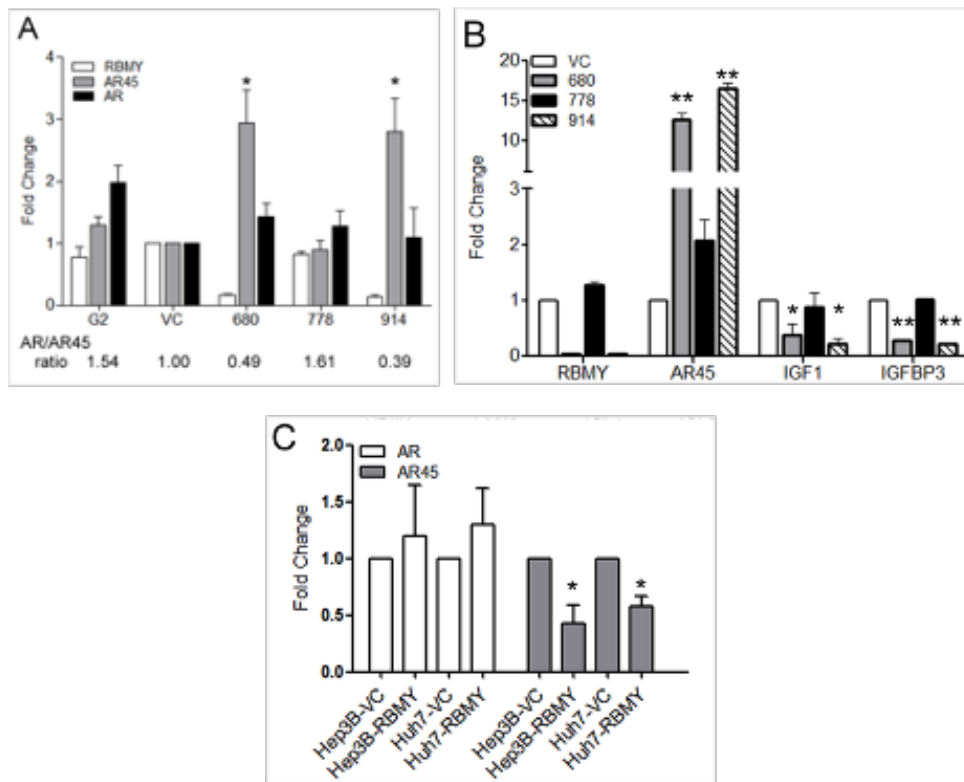 A
RBMY
AR45
AR
Fold Change
4
3
2
1
0
*
*
G2 VC 680 778 914
AR/AR45
ratio 1.54 1.00 0.49 1.61 0.39
B
VC
680
778
914
Fold Change
20
15
10
3
2
1
0
**
**
*
*
**
**
RBMY AR45 IGF1 IGFBP3
C
AR
AR45
Fold Change
2.0
1.5
1.0
0.5
0.0
*
*
Hep3B-VC
Hep3B-RBMY
Huh7-VC
Huh7-RBMY
Hep3B-VC
Hep3B-RBMY
Huh7-VC
Huh7-RBMY